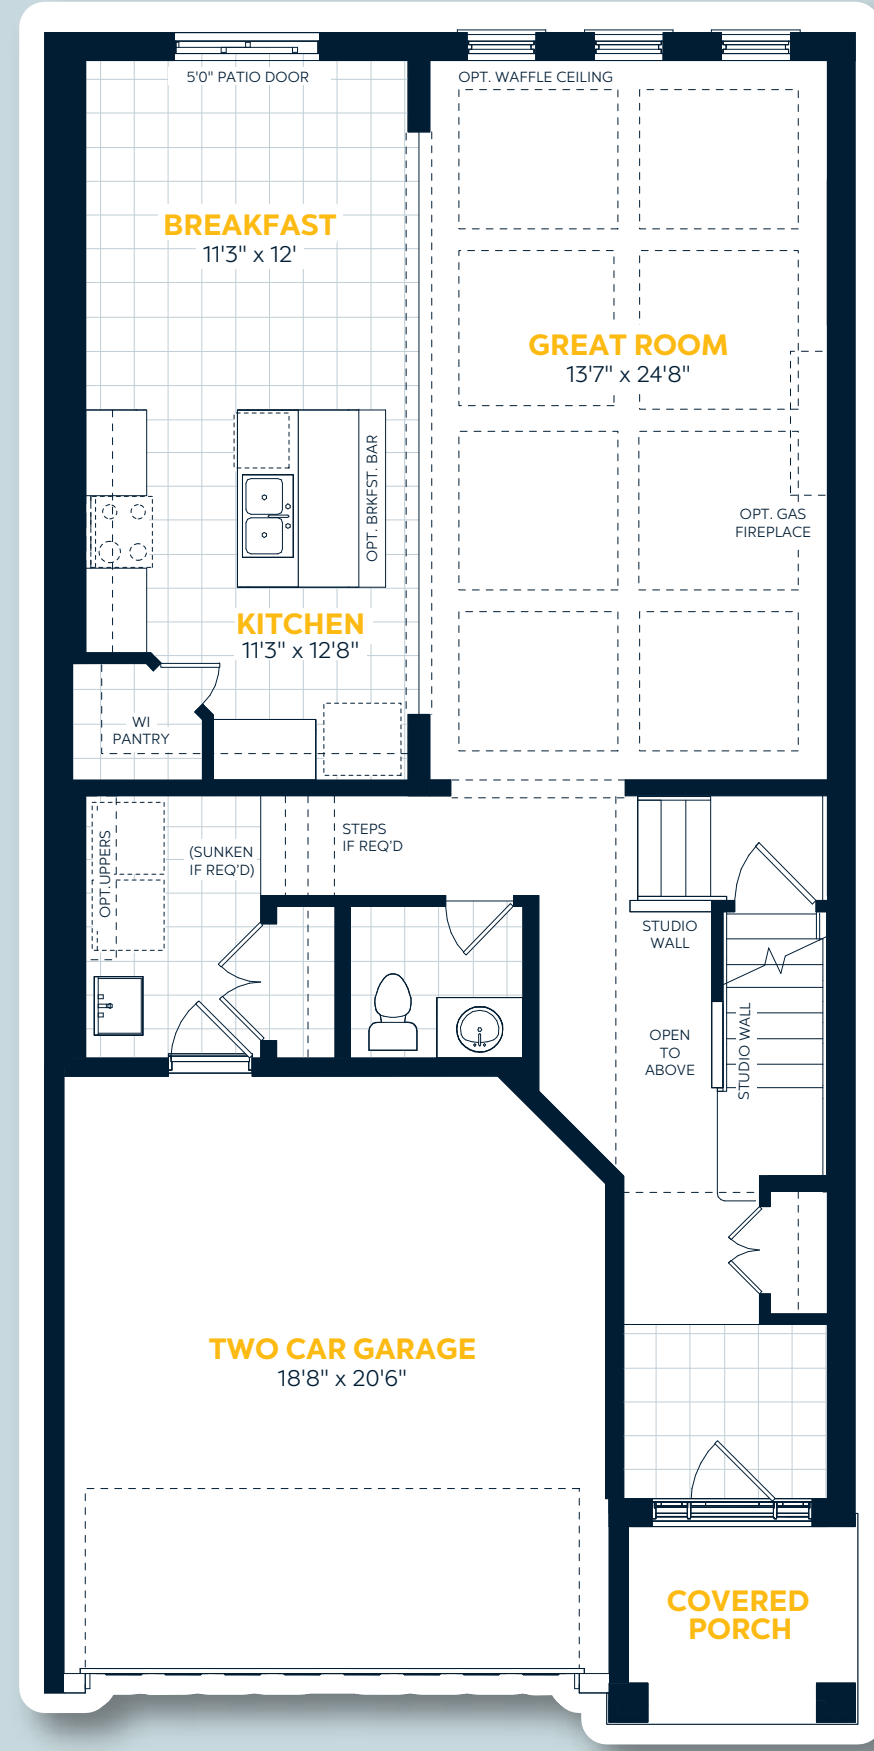 5'0" PATIO DOOR
OPT. WAFFLE CEILING
BREAKFAST
11'3" x 12'
GREAT ROOM
13'7" x 24'8"
OPT. BRKFST. BAR
OPT. GAS
FIREPLACE
KITCHEN
11'3" x 12'8"
WI
PANTRY
OPT.UPPERS
(SUNKEN
IF REQ'D)
STEPS
IF REQ'D
STUDIO
WALL
OPEN
TO
ABOVE
STUDIO WALL
TWO CAR GARAGE
18'8" x 20'6"
COVERED
PORCH